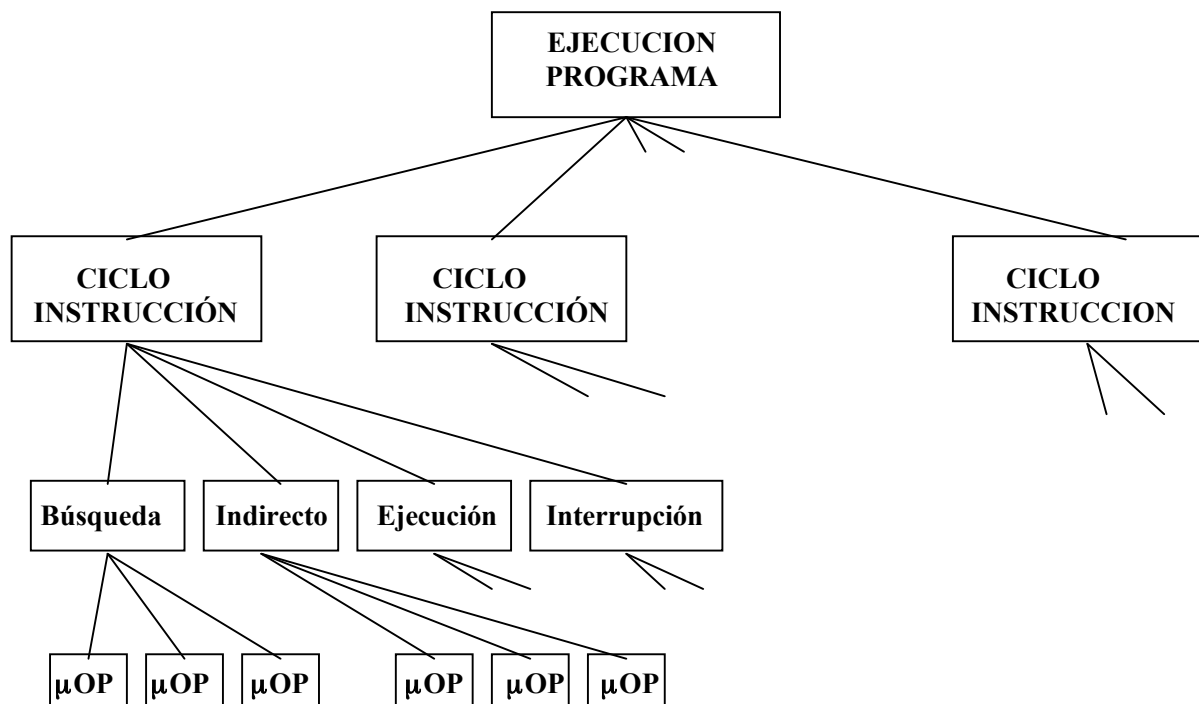 EJECUCION
PROGRAMA
CICLO
INSTRUCCIÓN
CICLO
INSTRUCCIÓN
CICLO
INSTRUCCION
Búsqueda
Indirecto
Ejecución
Interrupción
μOP
μOP
μOP
μOP
μOP
μOP